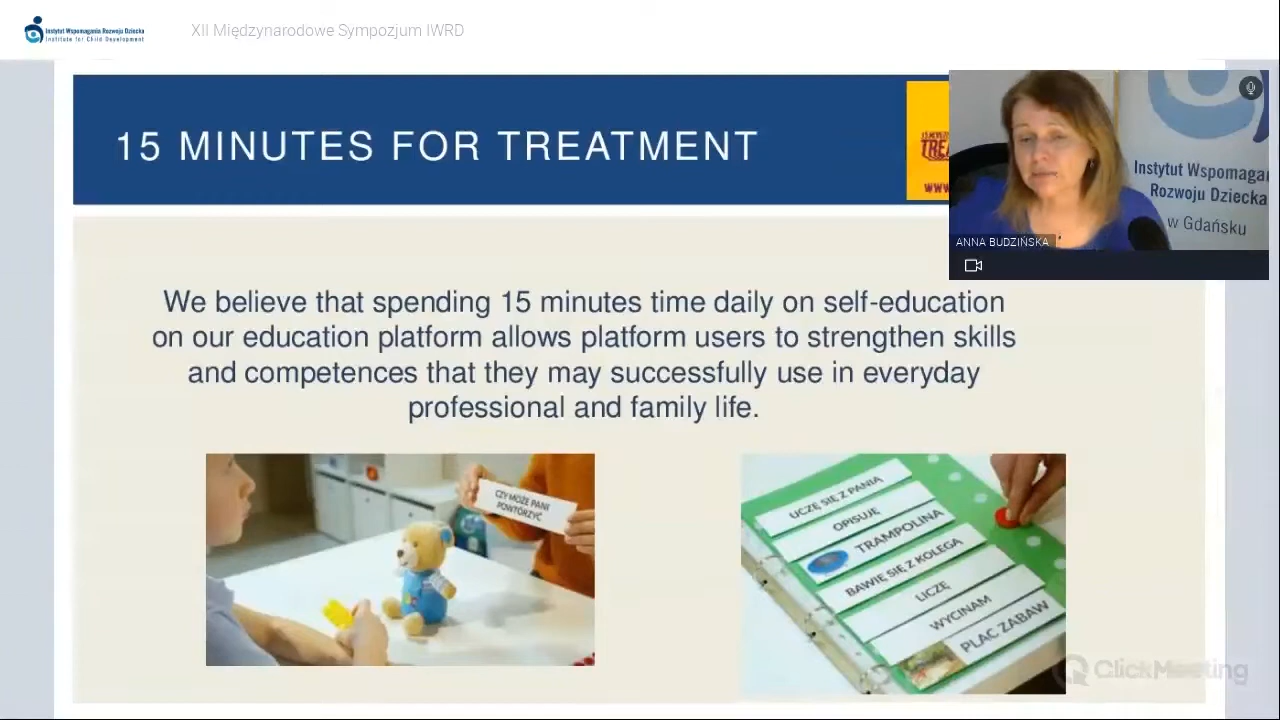 Instytut Wspomagania Rozwoju Dziecka
Institute for Child Development
XII Międzynarodowe Sympozjum IWRD
15 MINUTES FOR TREATMENT
WWW
Instytut Wspomaga
Rozwoju Dziecka
w Gdańsku
ANNA BUDZIŃSKA
We believe that spending 15 minutes time daily on self-education
on our education platform allows platform users to strengthen skills
and competences that they may successfully use in everyday
professional and family life.
CZY MOŻE PANI
POWTÓRZYĆ
UCZĘ SIĘ Z PANIĄ
OPISUJĘ
TRAMPOLINA
BAWIĘ SIĘ Z KOLEGĄ
LICZĘ
WYCINAM
PLAC ZABAW
ClickMeeting